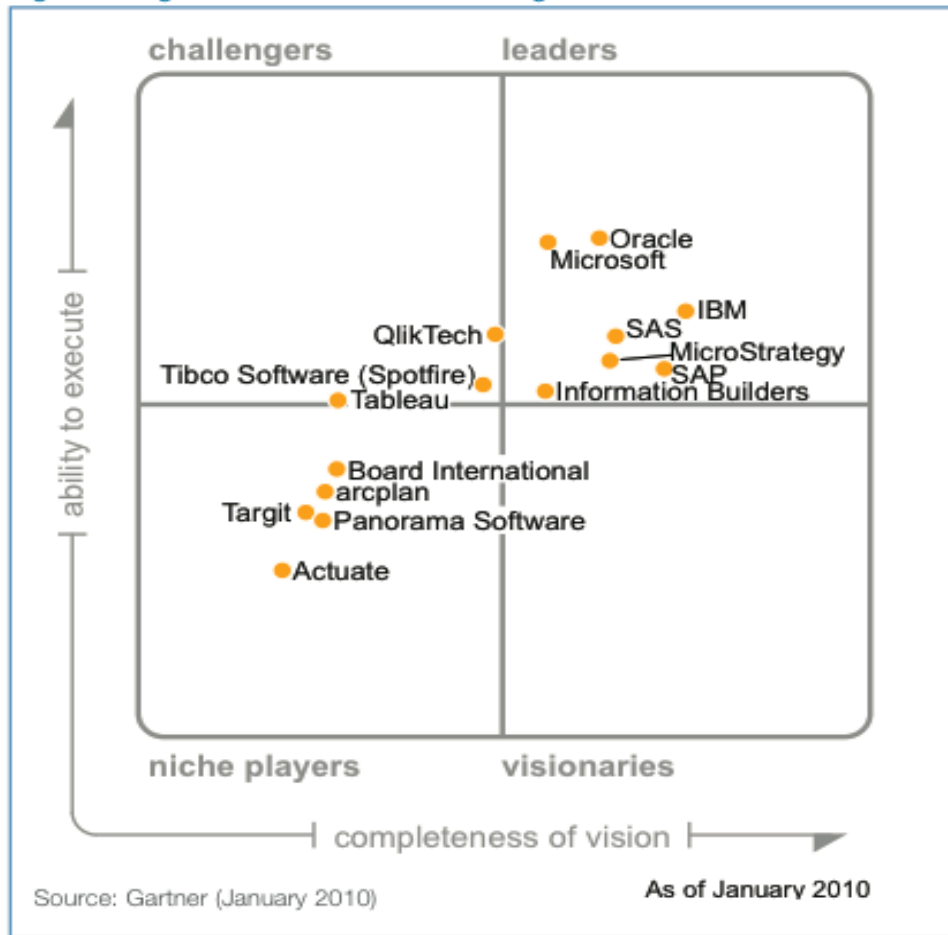 challengers
leaders
Oracle
Microsoft
IBM
QlikTech
SAS
MicroStrategy
Tibco Software (Spotfire)
SAP
Tableau
Information Builders
ability to execute
Board International
arcplan
Targit
Panorama Software
Actuate
niche players
visionaries
completeness of vision
Source: Gartner (January 2010)
As of January 2010